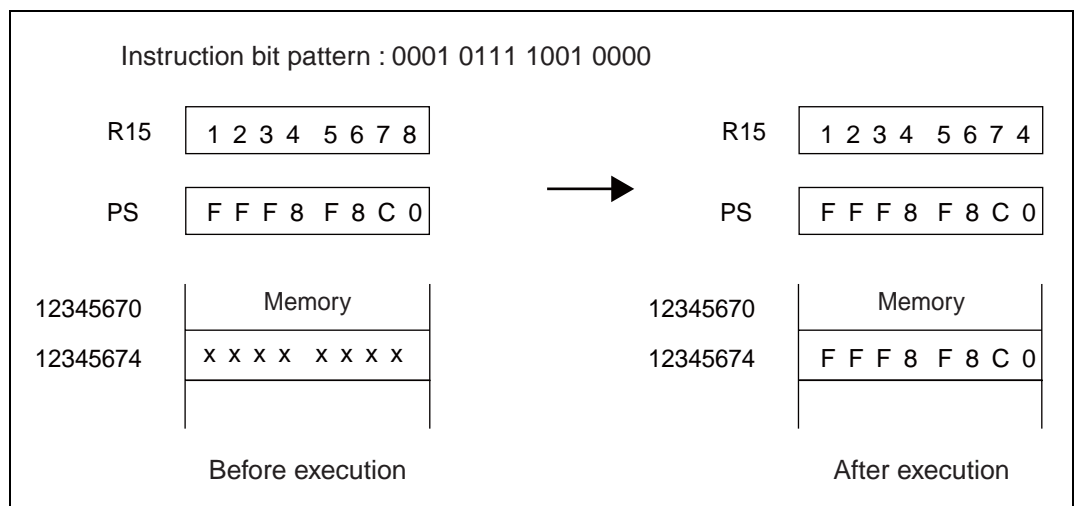 Instruction bit pattern : 0001 0111 1001 0000
R15 1 2 3 4 5 6 7 8
R15 1 2 3 4 5 6 7 4
PS F F F 8 F 8 C 0
PS F F F 8 F 8 C 0
12345670 Memory
12345670 Memory
12345674 x x x x x x x x
12345674 F F F 8 F 8 C 0
Before execution
After execution